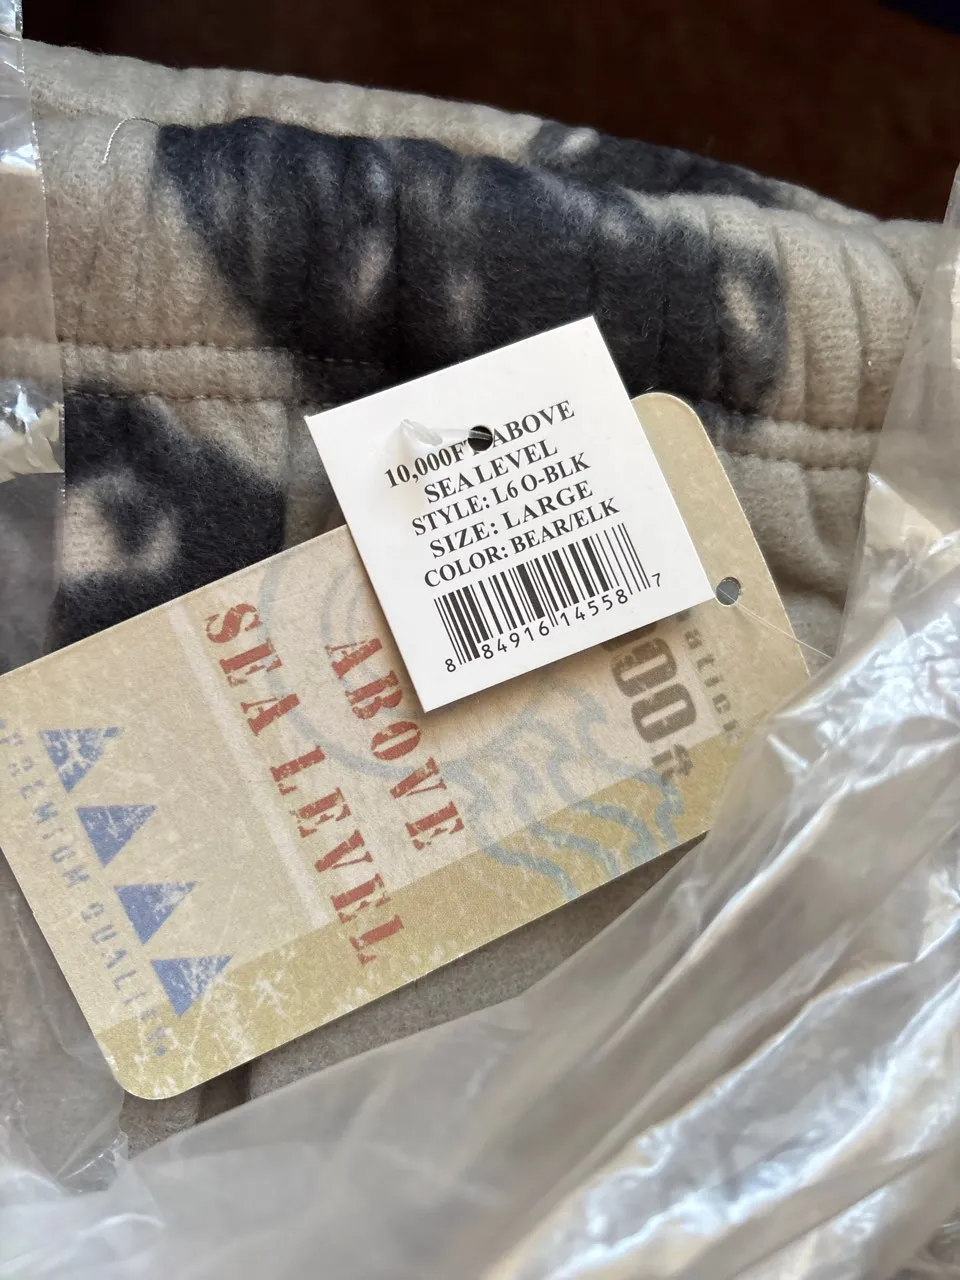 10,000FT ABOVE
SEA LEVEL
STYLE: L6 O-BLK
SIZE: LARGE
COLOR: BEAR/ELK
8 84916 14558 7
ABOVE
SEA LEVEL
PREMIUM QUALITY